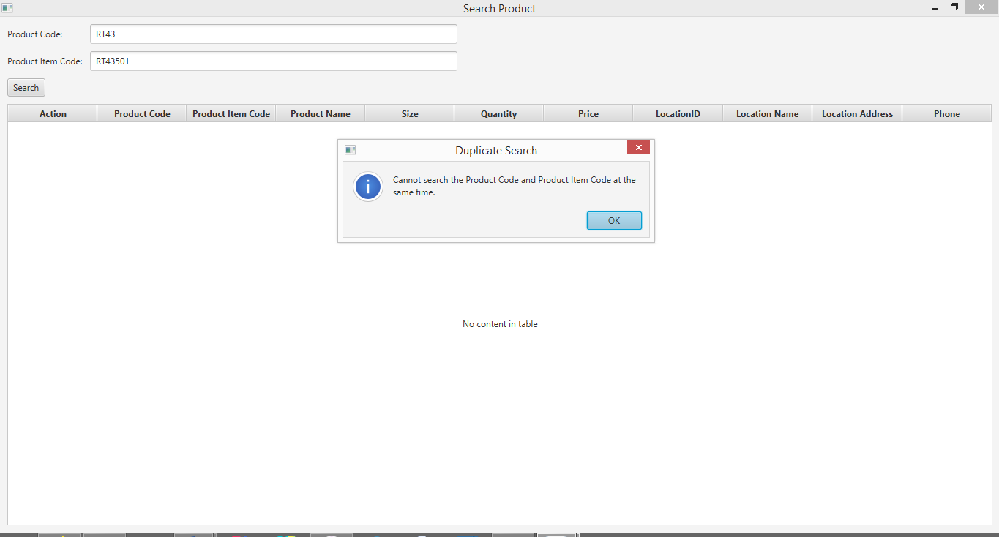 Search Product
Product Code:
RT43
Product Item Code:
RT43501
Search
Action Product Code Product Item Code Product Name Size Quantity Price LocationID Location Name Location Address Phone
Duplicate Search
Cannot search the Product Code and Product Item Code at the
same time.
OK
No content in table